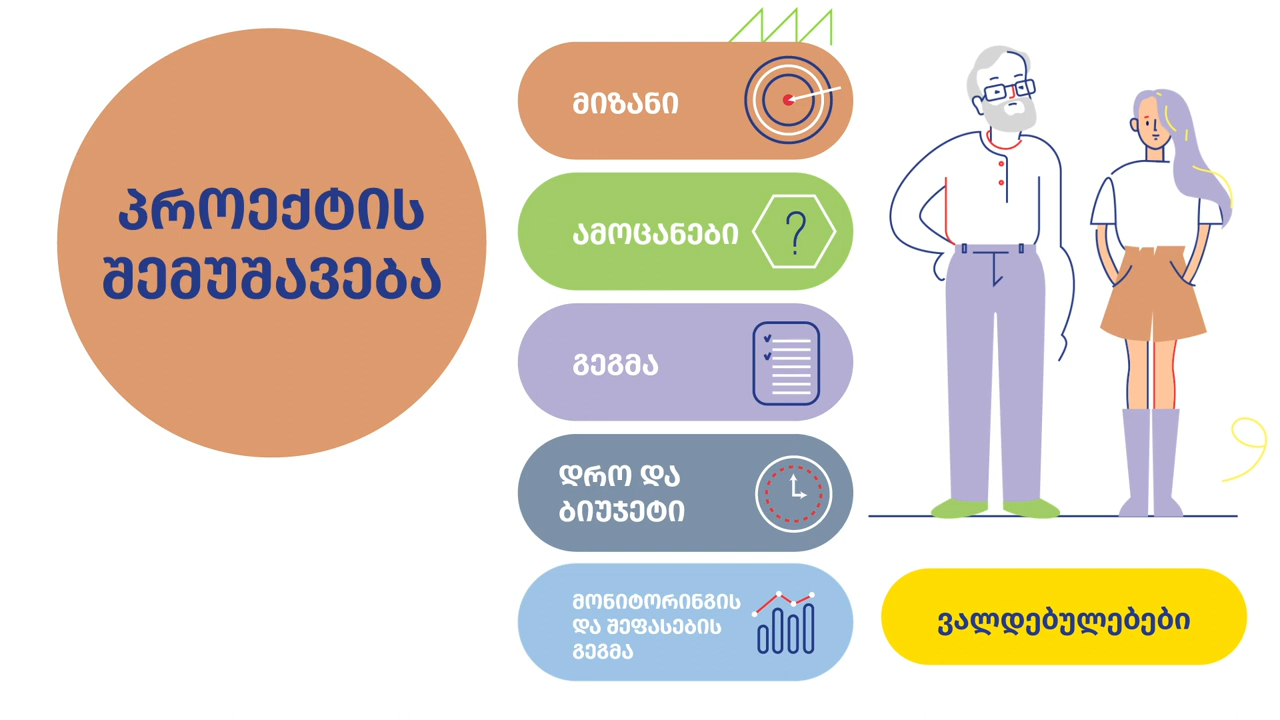 პროექტის
შემუშავება
მიზანი
ამოცანები
?
გეგმა
დრო და
ბიუჯეტი
მონიტორინგის
და შეფასების
გეგმა
ვალდებულებები